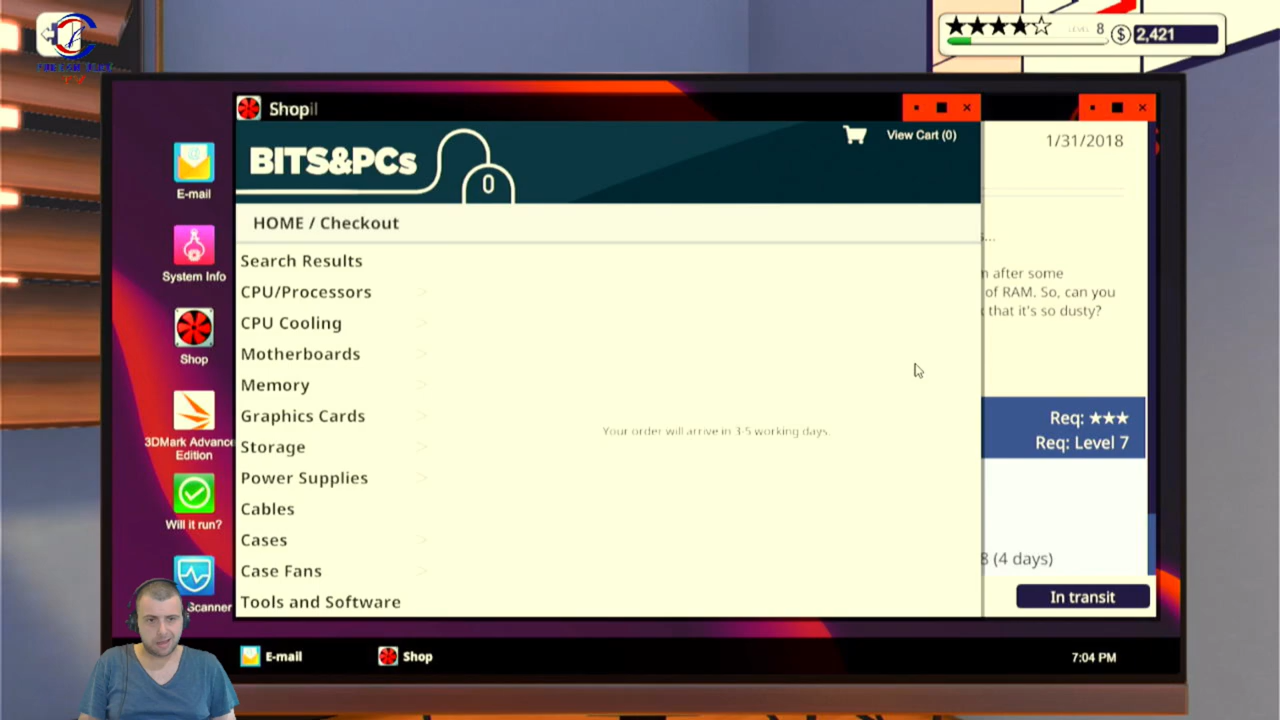 LEVEL 8
$ 2,421
Shop
BITS&PCs
View Cart (0)
1/31/2018
HOME / Checkout
E-mail
System Info
Shop
3DMark Advance
Edition
Will it run?
Scanner
Search Results
CPU/Processors >
CPU Cooling >
Motherboards >
Memory >
Graphics Cards >
Storage >
Power Supplies >
Cables
Cases >
Case Fans >
Tools and Software
Your order will arrive in 3-5 working days.
s...
n after some
of RAM. So, can you
that it's so dusty?
Req: ★★★
Req: Level 7
8 (4 days)
In transit
E-mail
Shop
7:04 PM